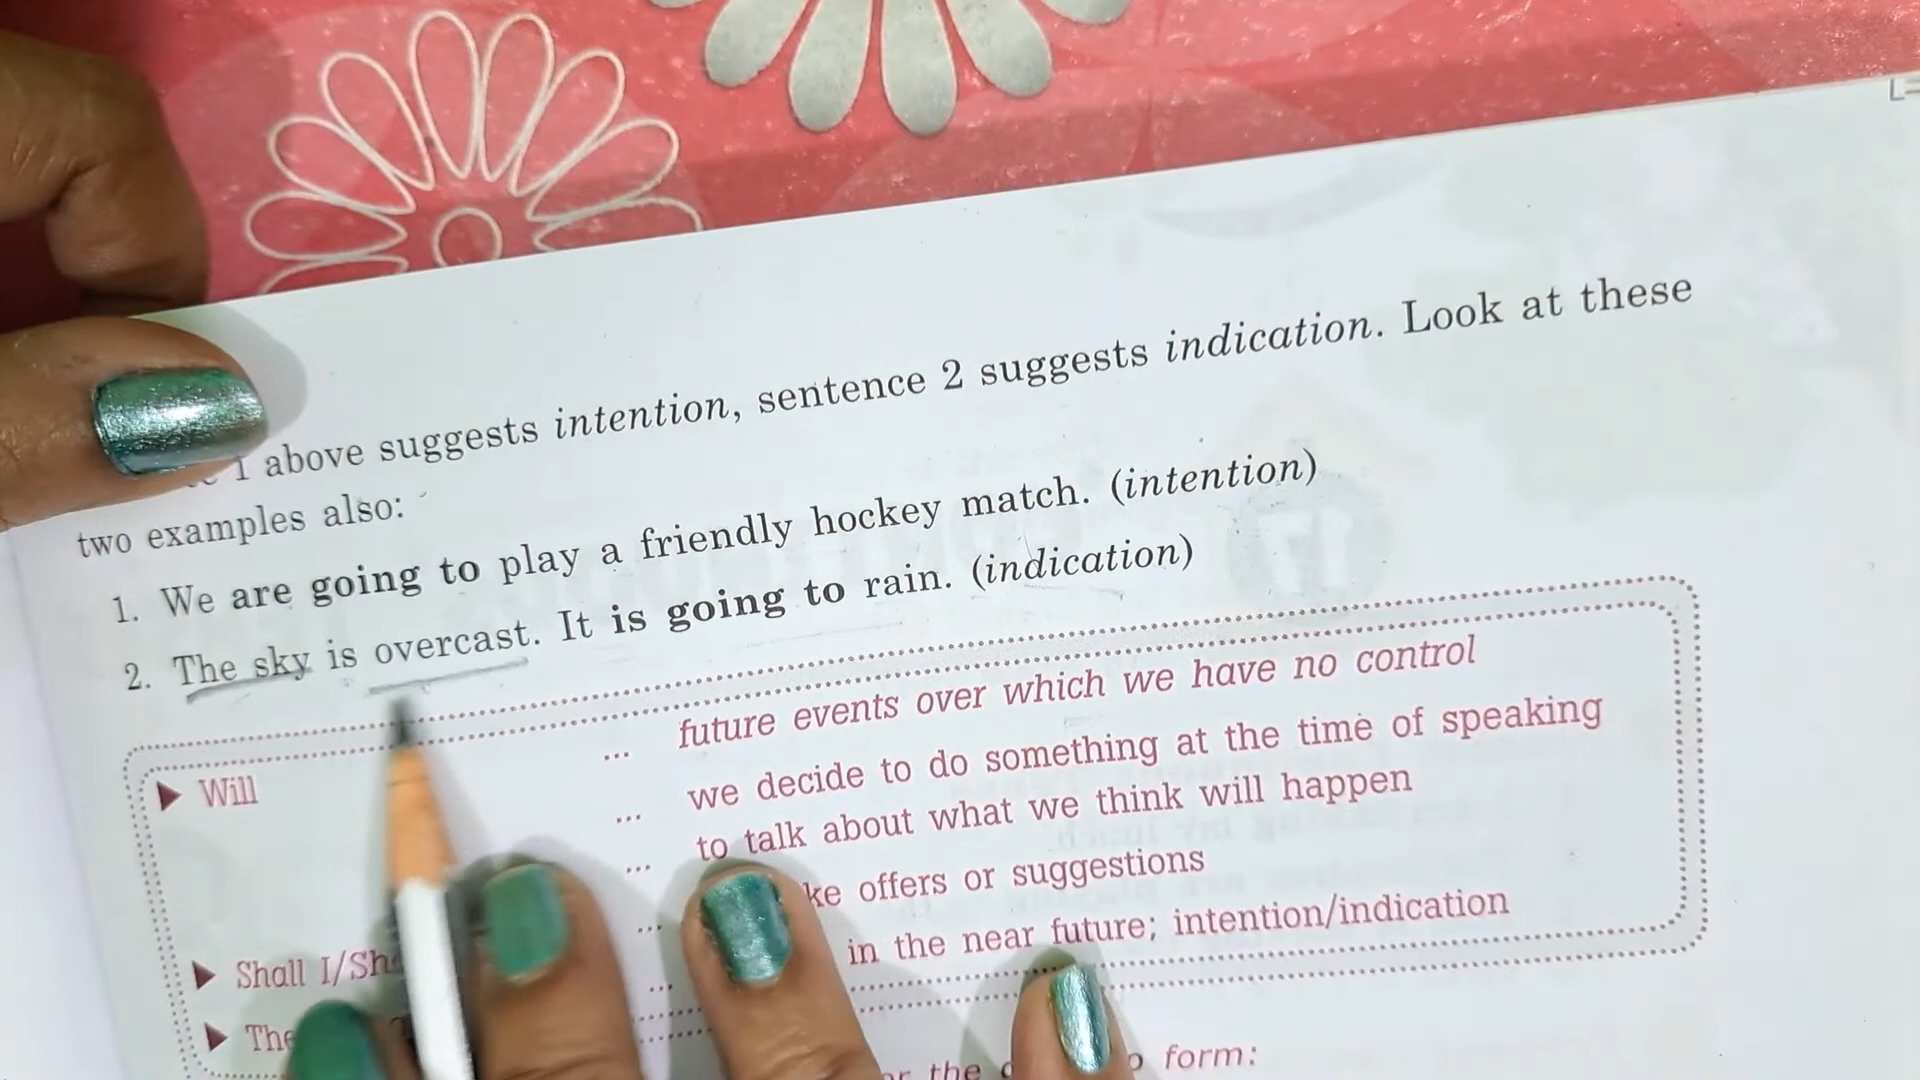 1 above suggests intention, sentence 2 suggests indication. Look at these
two examples also:
1. We are going to play a friendly hockey match. (intention)
2. The sky is overcast. It is going to rain. (indication)
▶ Will ... future events over which we have no control
... we decide to do something at the time of speaking
... to talk about what we think will happen
... offers or suggestions
▶ Shall I/ ... in the near future; intention/indication
▶
the form: